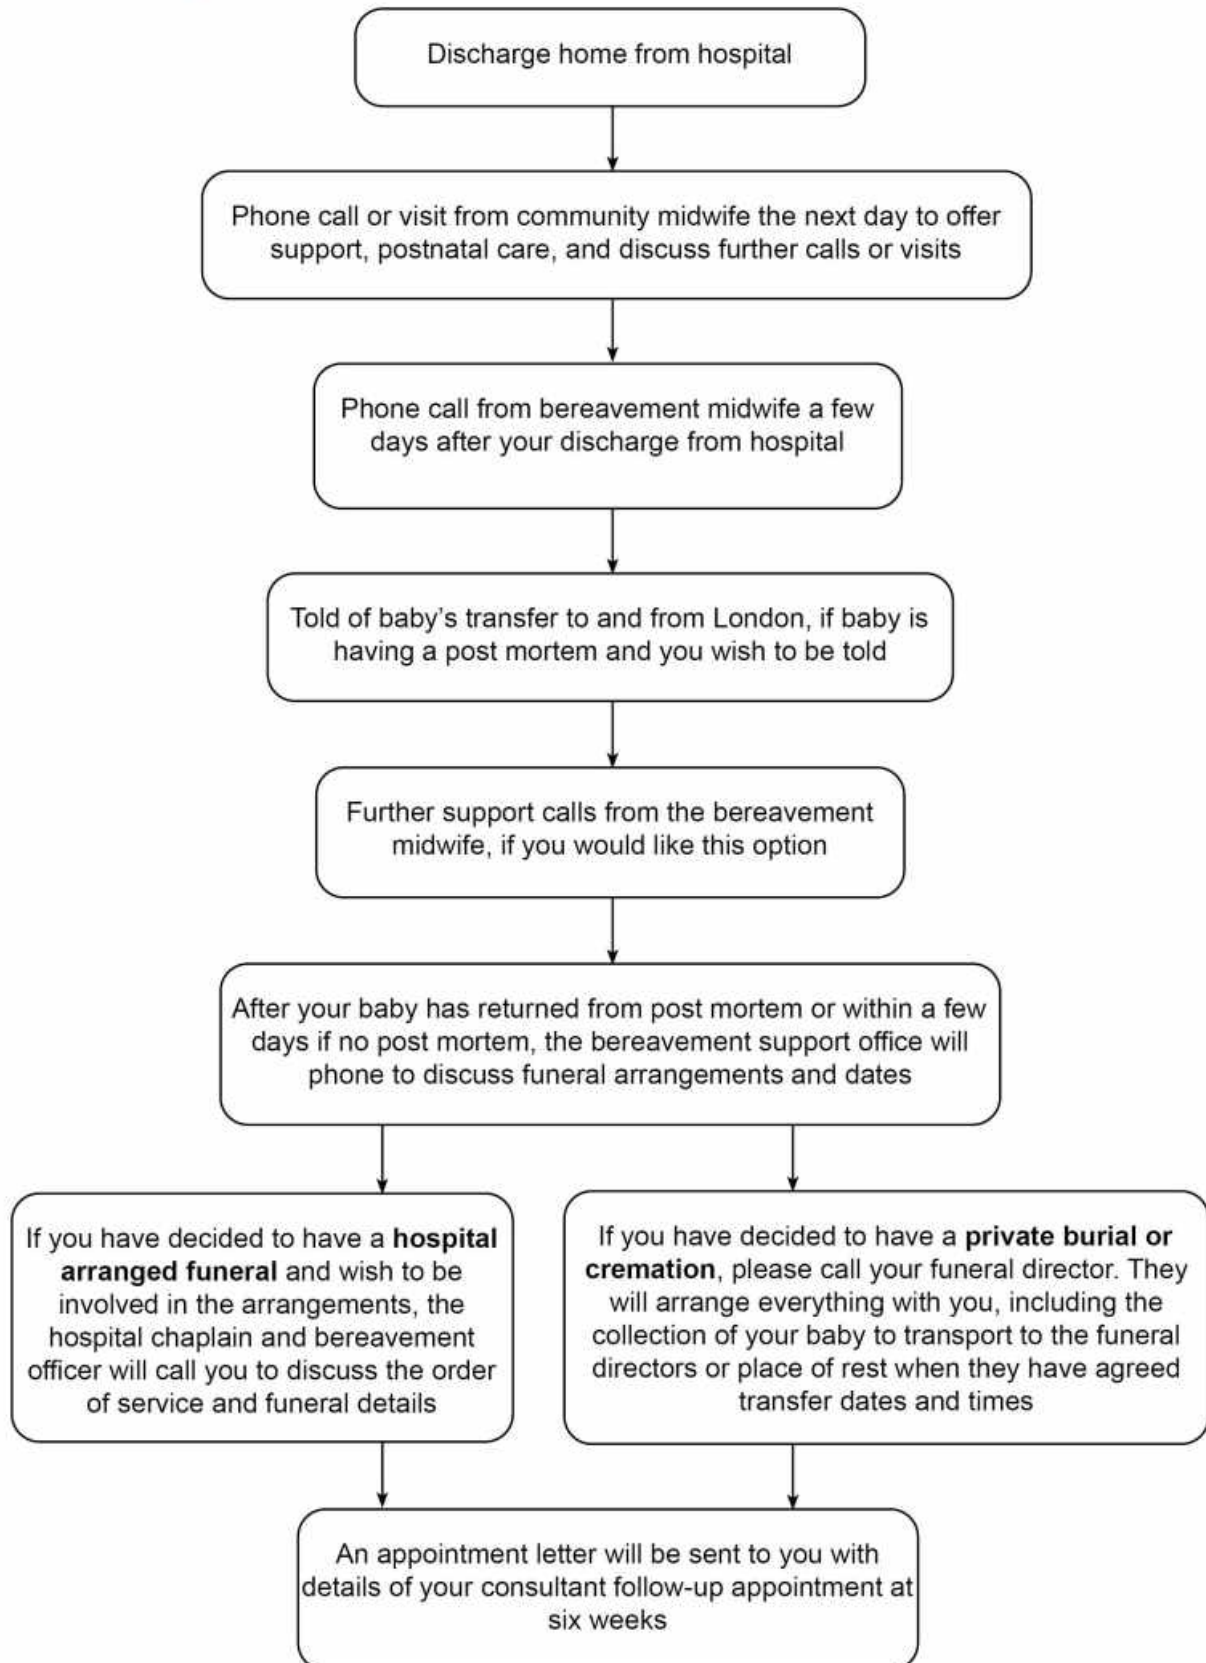 Discharge home from hospital
Phone call or visit from community midwife the next day to offer
support, postnatal care, and discuss further calls or visits
Phone call from bereavement midwife a few
days after your discharge from hospital
Told of baby’s transfer to and from London, if baby is
having a post mortem and you wish to be told
Further support calls from the bereavement
midwife, if you would like this option
After your baby has returned from post mortem or within a few
days if no post mortem, the bereavement support office will
phone to discuss funeral arrangements and dates
If you have decided to have a hospital
arranged funeral and wish to be
involved in the arrangements, the
hospital chaplain and bereavement
officer will call you to discuss the order
of service and funeral details
If you have decided to have a private burial or
cremation, please call your funeral director. They
will arrange everything with you, including the
collection of your baby to transport to the funeral
directors or place of rest when they have agreed
transfer dates and times
An appointment letter will be sent to you with
details of your consultant follow-up appointment at
six weeks